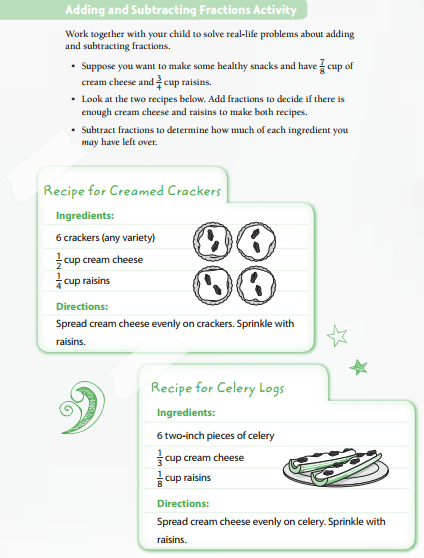 Adding and Subtracting Fractions Activity
Work together with your child to solve real-life problems about adding
and subtracting fractions.
• Suppose you want to make some healthy snacks and have 7/8 cup of
cream cheese and 3/4 cup raisins.
• Look at the two recipes below. Add fractions to decide if there is
enough cream cheese and raisins to make both recipes.
• Subtract fractions to determine how much of each ingredient you
may have left over.
Recipe for Creamed Crackers
Ingredients:
6 crackers (any variety)
1/2 cup cream cheese
1/4 cup raisins
Directions:
Spread cream cheese evenly on crackers. Sprinkle with
raisins.
Recipe for Celery Logs
Ingredients:
6 two-inch pieces of celery
1/3 cup cream cheese
1/8 cup raisins
Directions:
Spread cream cheese evenly on celery. Sprinkle with
raisins.